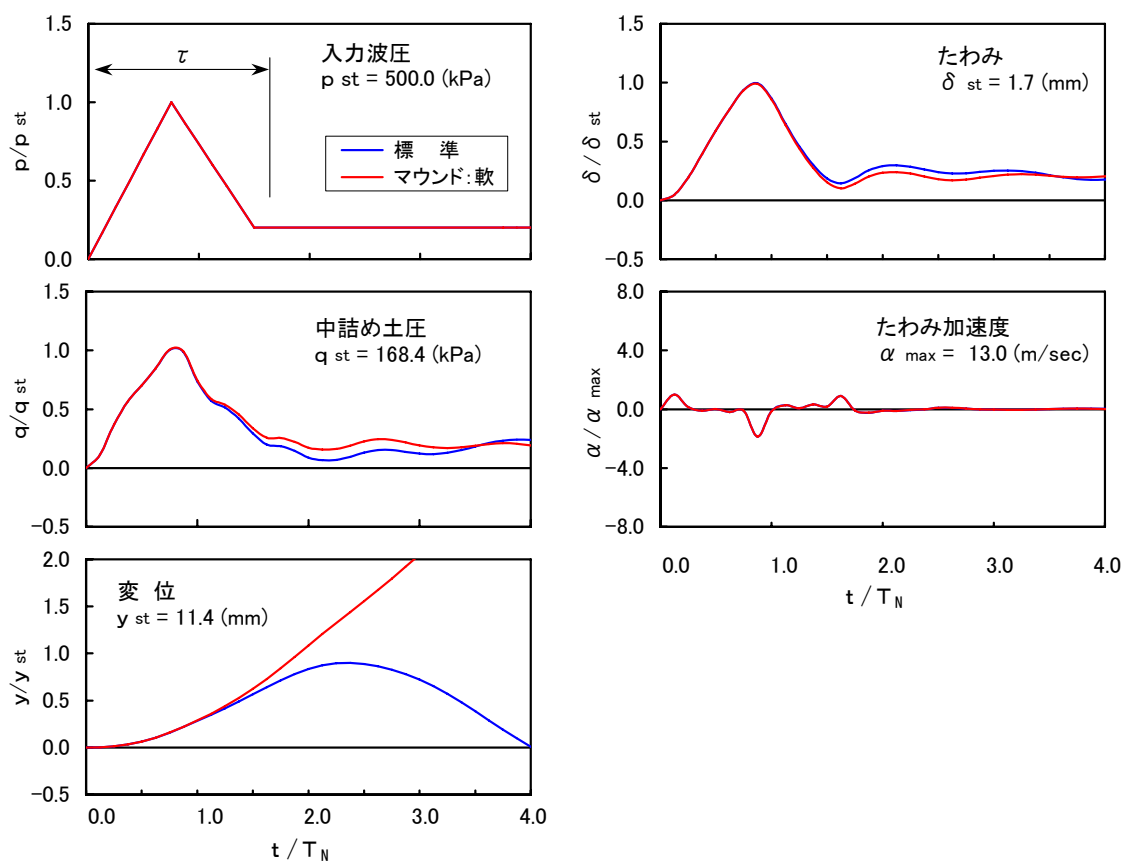 1.5
1.0
0.5
0.0
p/p st
τ
入力波圧
p st = 500.0 (kPa)
標　準
マウンド:軟
1.5
1.0
0.5
0.0
−0.5
δ/δ st
たわみ
δ st = 1.7 (mm)
1.5
1.0
0.5
0.0
−0.5
q/q st
中詰め土圧
q st = 168.4 (kPa)
8.0
4.0
0.0
−4.0
−8.0
α/α max
たわみ加速度
α max = 13.0 (m/sec)
0.0 1.0 2.0 3.0 4.0
t/TN
2.0
1.5
1.0
0.5
0.0
−0.5
y/y st
変 位
y st = 11.4 (mm)
0.0 1.0 2.0 3.0 4.0
t/TN